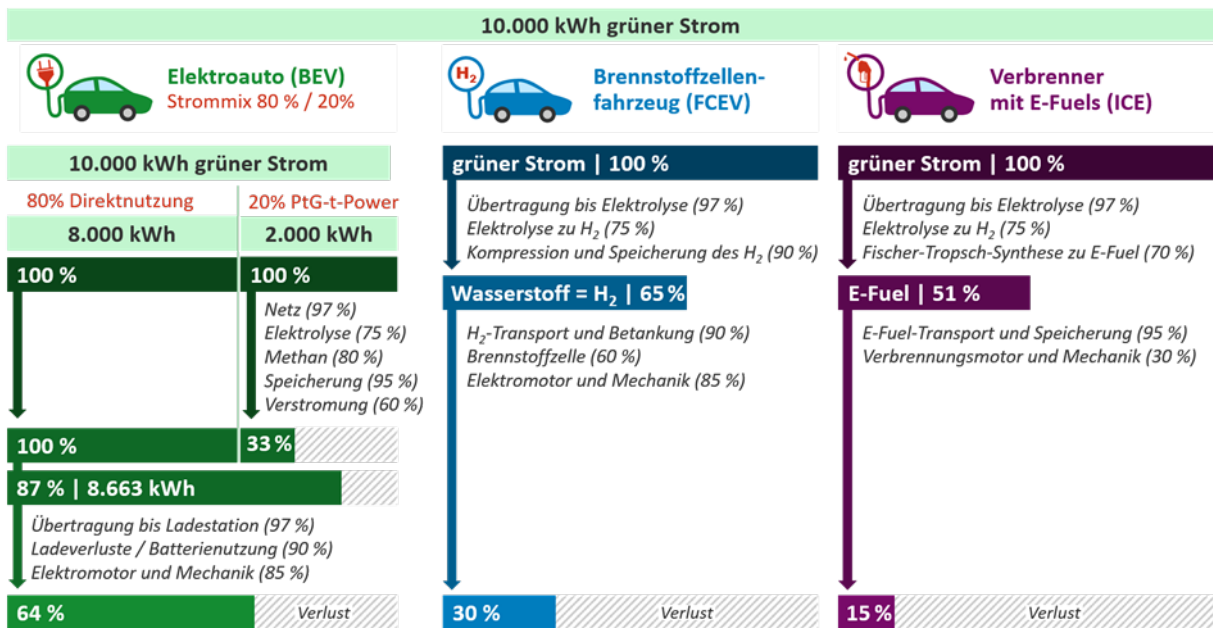 10.000 kWh grüner Strom
Elektroauto (BEV)
Strommix 80 % / 20%
10.000 kWh grüner Strom
80% Direktnutzung
20% PtG-t-Power
8.000 kWh
2.000 kWh
100 %
100 %
Netz (97 %)
Elektrolyse (75 %)
Methan (80 %)
Speicherung (95 %)
Verstromung (60 %)
100 %
33 %
87 % | 8.663 kWh
Übertragung bis Ladestation (97 %)
Ladeverluste / Batterienutzung (90 %)
Elektromotor und Mechanik (85 %)
64 %
Verlust
H₂
Brennstoffzellen-
fahrzeug (FCEV)
grüner Strom | 100 %
Übertragung bis Elektrolyse (97 %)
Elektrolyse zu H₂ (75 %)
Kompression und Speicherung des H₂ (90 %)
Wasserstoff = H₂ | 65 %
H₂-Transport und Betankung (90 %)
Brennstoffzelle (60 %)
Elektromotor und Mechanik (85 %)
30 %
Verlust
Verbrenner
mit E-Fuels (ICE)
grüner Strom | 100 %
Übertragung bis Elektrolyse (97 %)
Elektrolyse zu H₂ (75 %)
Fischer-Tropsch-Synthese zu E-Fuel (70 %)
E-Fuel | 51 %
E-Fuel-Transport und Speicherung (95 %)
Verbrennungsmotor und Mechanik (30 %)
15 %
Verlust